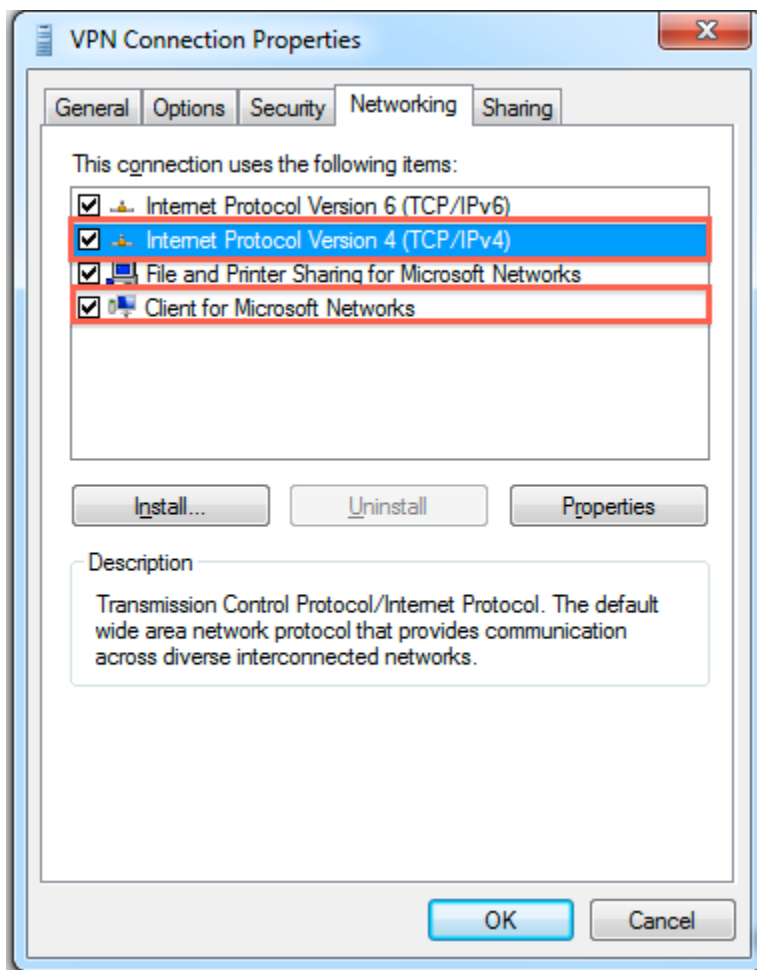 VPN Connection Properties
General Options Security Networking Sharing
This connection uses the following items:
Internet Protocol Version 6 (TCP/IPv6)
Internet Protocol Version 4 (TCP/IPv4)
File and Printer Sharing for Microsoft Networks
Client for Microsoft Networks
Install... Uninstall Properties
Description
Transmission Control Protocol/Internet Protocol. The default
wide area network protocol that provides communication
across diverse interconnected networks.
OK Cancel